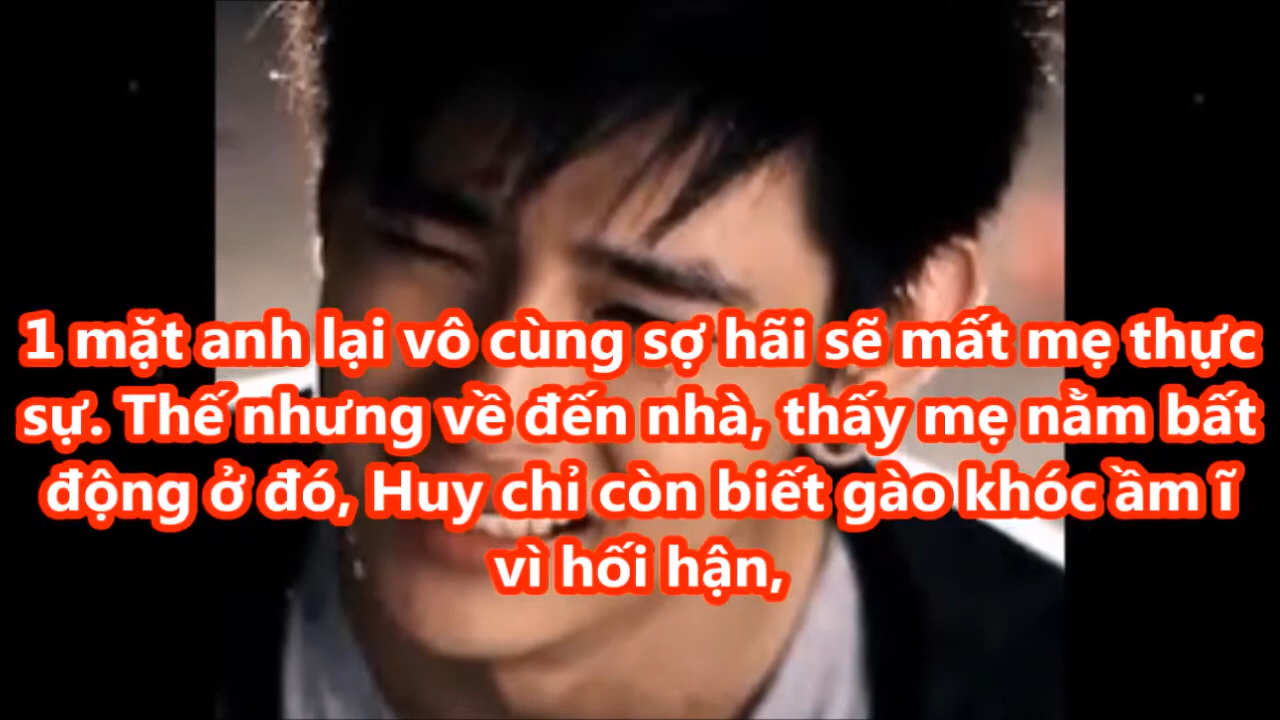 1 mặt anh lại vô cùng sợ hãi sẽ mất mẹ thực
sự. Thế nhưng về đến nhà, thấy mẹ nằm bất
động ở đó, Huy chỉ còn biết gào khóc ầm ĩ
vì hối hận,